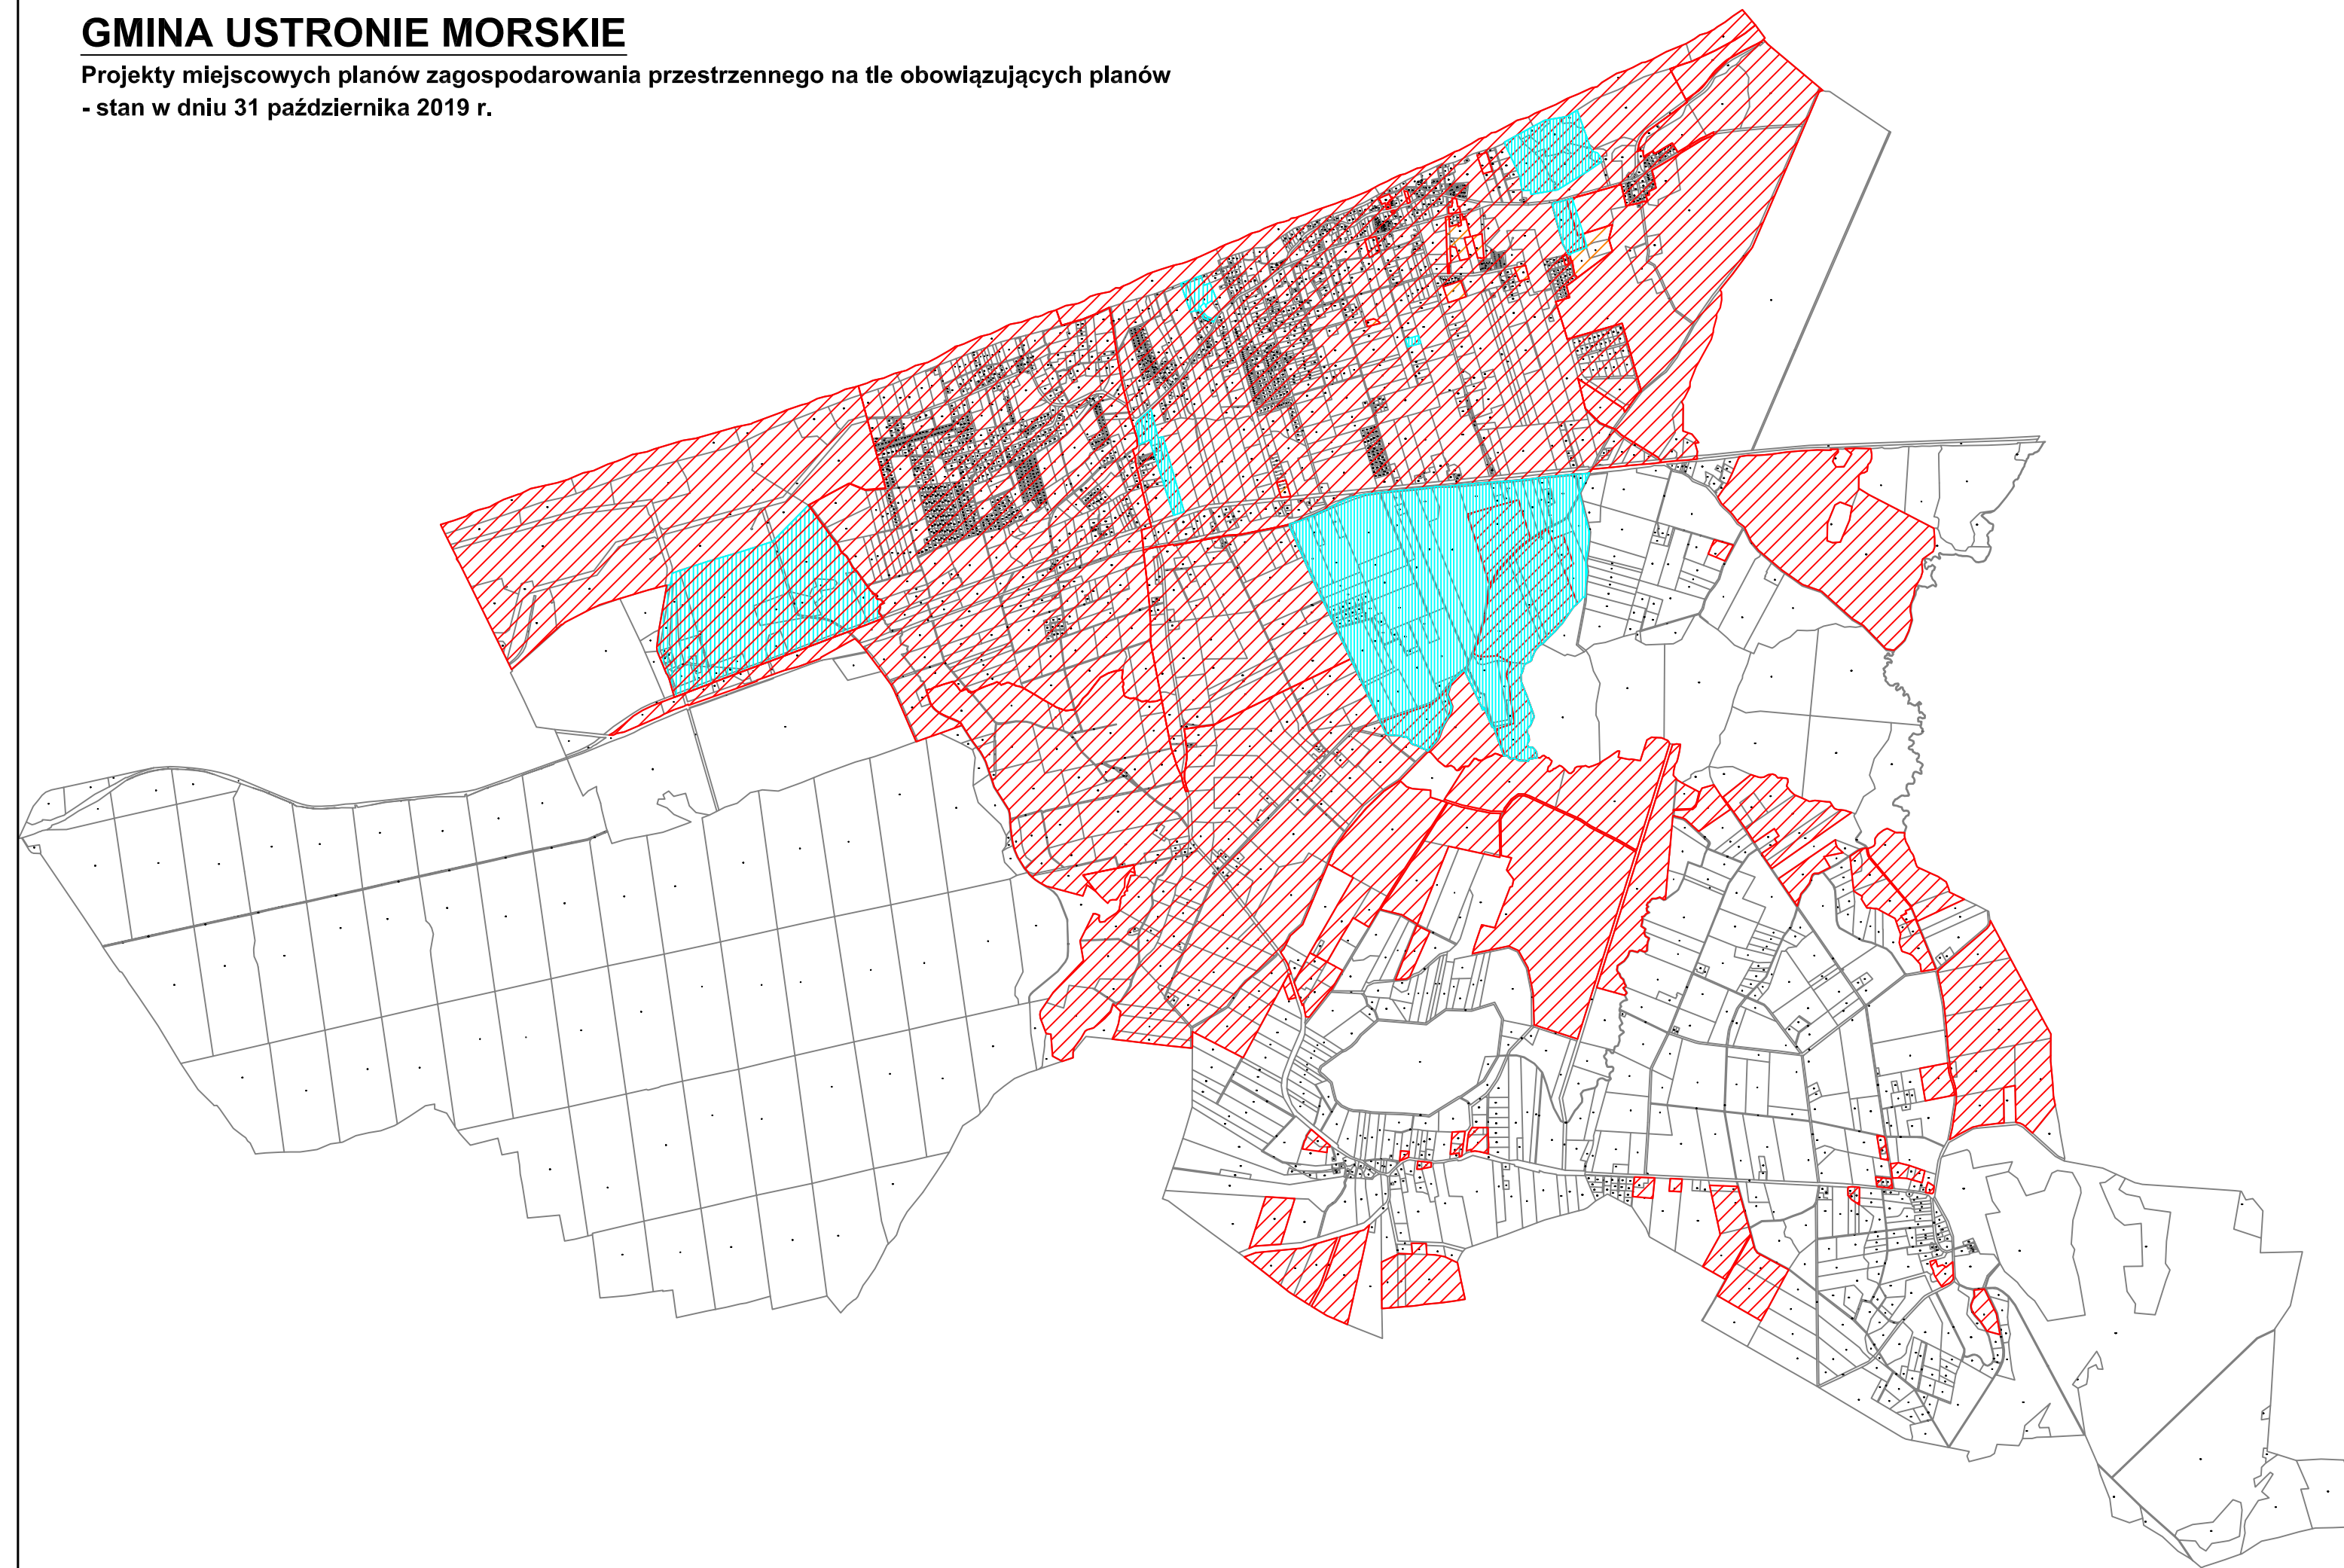 GMINA USTRONIE MORSKIE
Projekty miejscowych planów zagospodarowania przestrzennego na tle obowiązujących planów
- stan w dniu 31 października 2019 r.